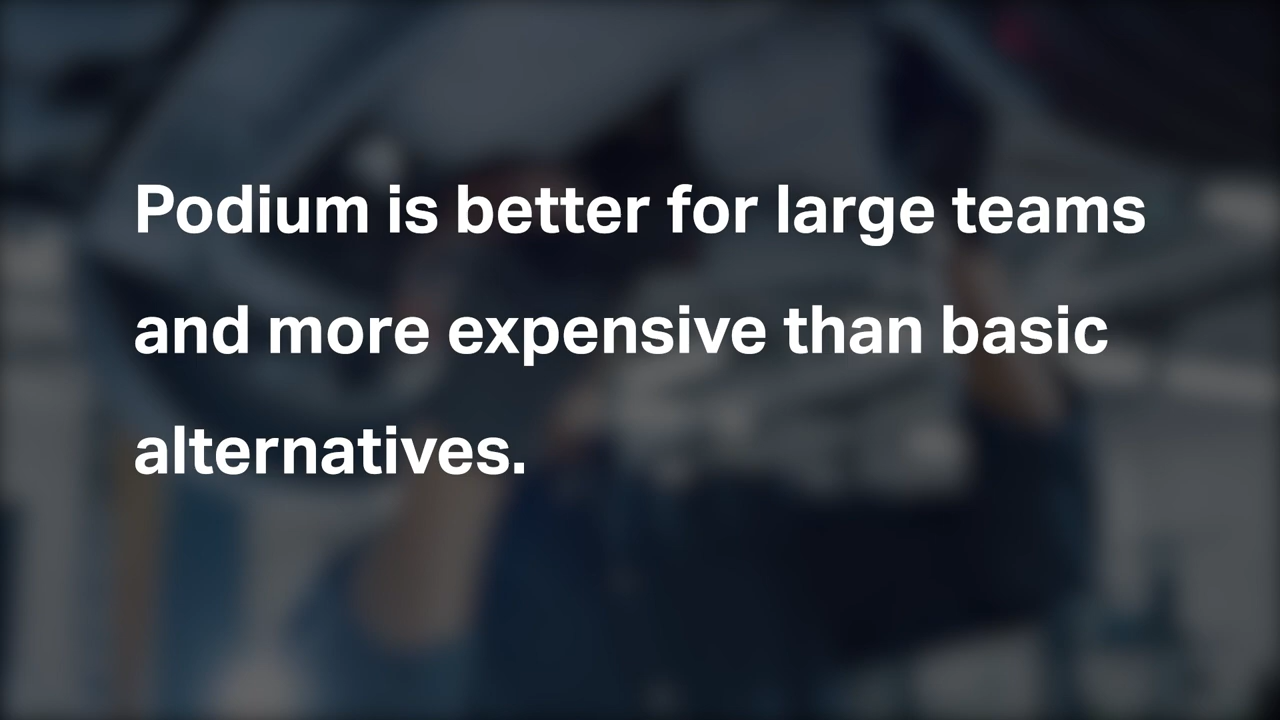 Podium is better for large teams
and more expensive than basic
alternatives.